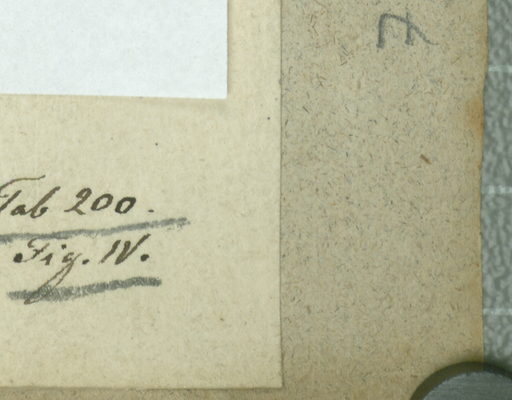 Tab 200.
Fig. IV.